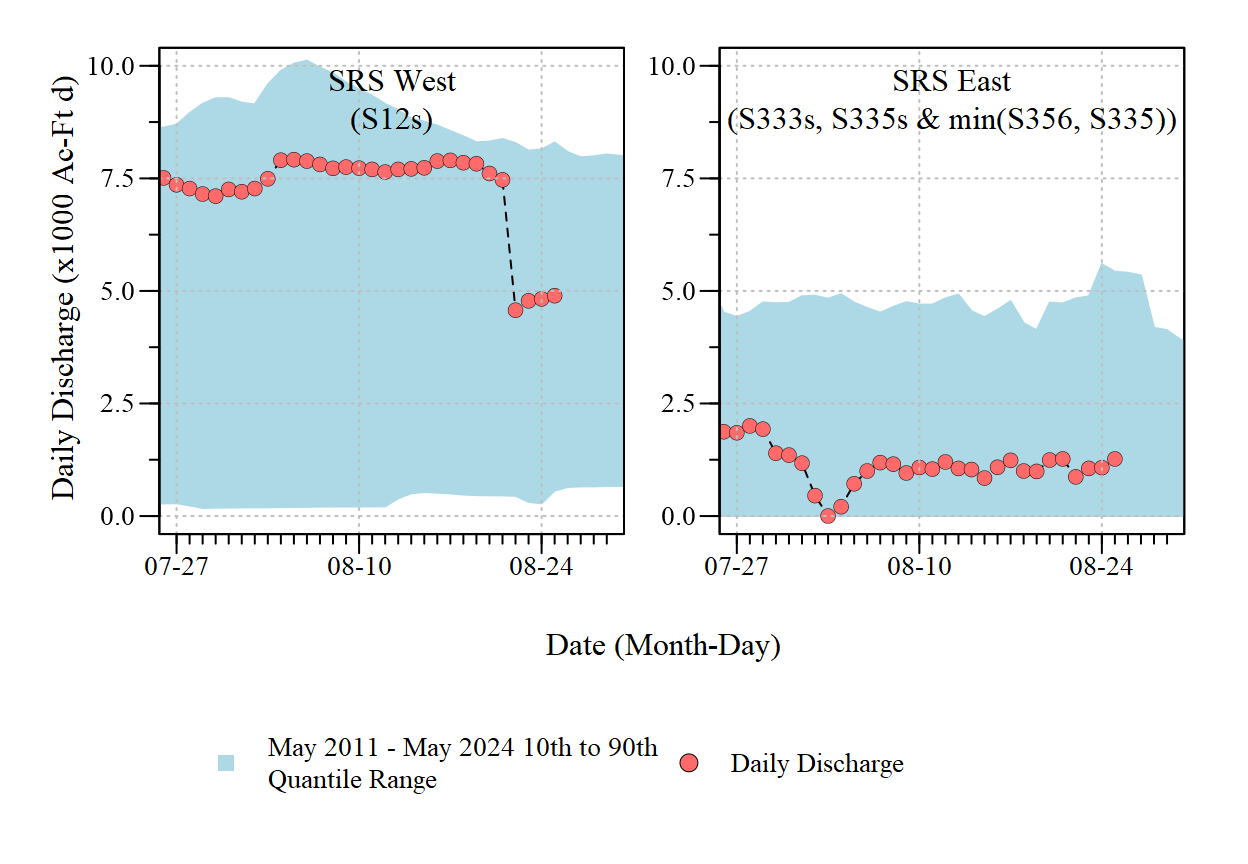 SRS West
(S12s)
SRS East
(S333s, S335s & min(S356, S335))
Daily Discharge (x1000 Ac-Ft d)
10.0
7.5
5.0
2.5
0.0
10.0
7.5
5.0
2.5
0.0
07-27 08-10 08-24
07-27 08-10 08-24
Date (Month-Day)
May 2011 - May 2024 10th to 90th
Quantile Range
Daily Discharge